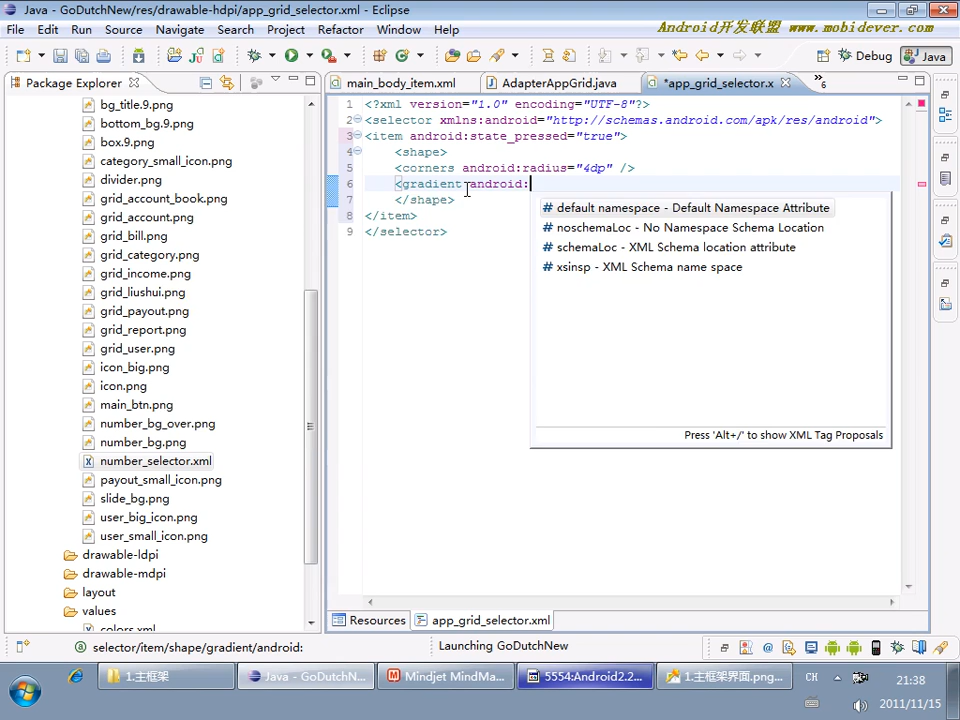 Java - GoDutchNew/res/drawable-hdpi/app_grid_selector.xml - Eclipse
File Edit Navigate Search Project Refactor Window Help
File Edit Run Source Navigate Search Project Refactor Window Help
Android开发联盟 www.mobidever.com
Debug
Java
Package Explorer
main_body_item.xml
AdapterAppGrid.java
*app_grid_selector.x
»6
bg_title.9.png
bottom_bg.9.png
box.9.png
category_small_icon.png
divider.png
grid_account_book.png
grid_account.png
grid_bill.png
grid_category.png
grid_income.png
grid_liushui.png
grid_payout.png
grid_report.png
grid_user.png
icon_big.png
icon.png
main_btn.png
number_bg_over.png
number_bg.png
number_selector.xml
payout_small_icon.png
slide_bg.png
user_big_icon.png
user_small_icon.png
drawable-ldpi
drawable-mdpi
layout
values
colors.xml
1 <?xml version="1.0" encoding="UTF-8"?>
2 <selector xmlns:android="http://schemas.android.com/apk/res/android">
3 <item android:state_pressed="true">
4 <shape>
5 <corners android:radius="4dp" />
6 <gradient android:
7 </shape>
8 </item>
9 </selector>
# default namespace - Default Namespace Attribute
# noschemaLoc - No Namespace Schema Location
# schemaLoc - XML Schema location attribute
# xsinsp - XML Schema name space
Press 'Alt+/' to show XML Tag Proposals
Resources
app_grid_selector.xml
selector/item/shape/gradient/android:
Launching GoDutchNew
1.主框架
Java - GoDutchN...
Mindjet MindMa...
5554:Android2.2...
1.主框架界面.png...
CH
21:38
2011/11/15